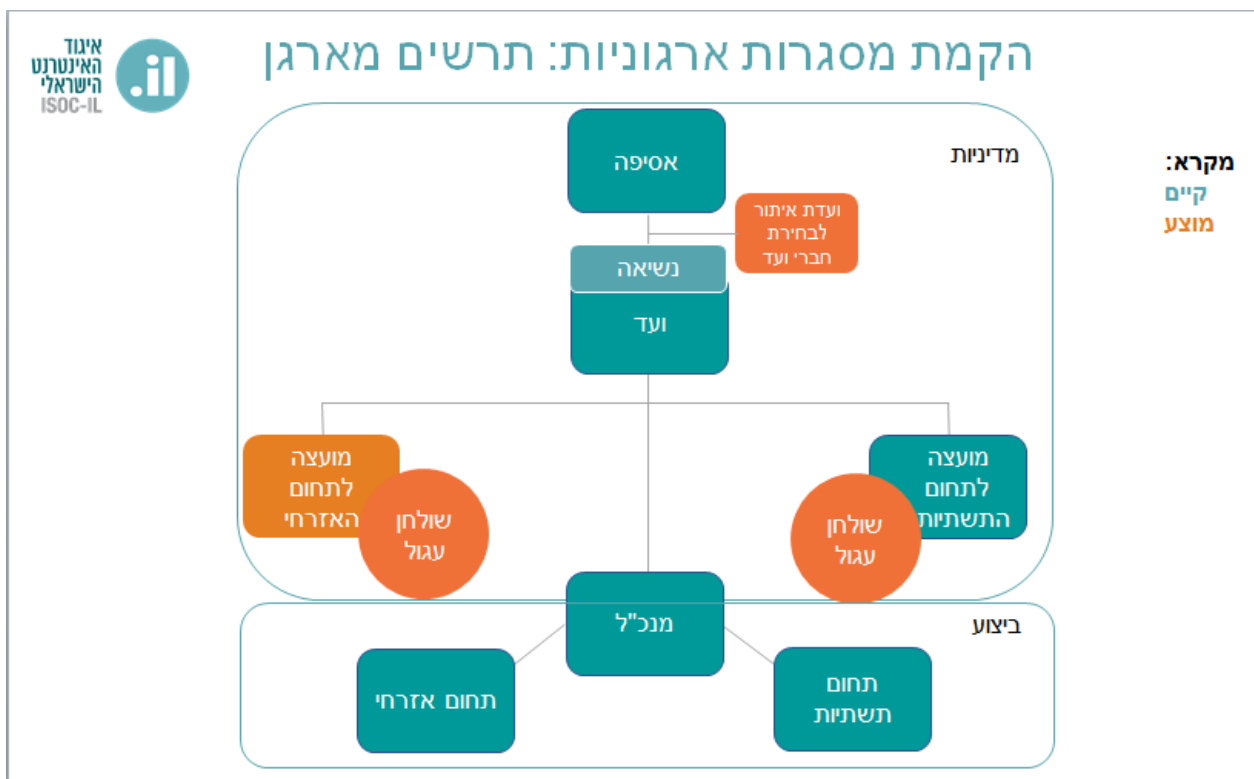 איגוד
האינטרנט
הישראלי
ISOC-IL
.il
הקמת מסגרות ארגוניות: תרשים מארגן
מדיניות
מקרא:
קיים
מוצע
אסיפה
ועדת איתור
לבחירת
חברי ועד
נשיאה
ועד
מועצה
לתחום
התשתיות
שולחן
עגול
מועצה
לתחום
האזרחי
שולחן
עגול
מנכ"ל
ביצוע
תחום
תשתיות
תחום אזרחי